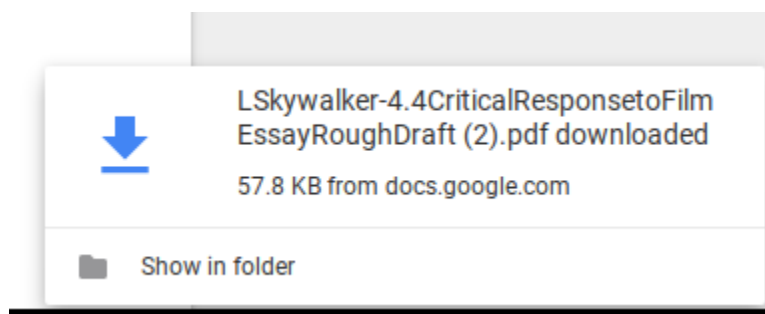 LSkywalker-4.4CriticalResponsetoFilm
EssayRoughDraft (2).pdf downloaded
57.8 KB from docs.google.com
Show in folder